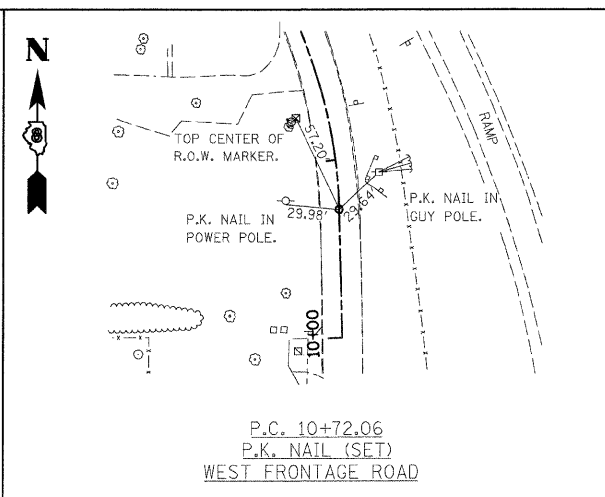 N
TOP CENTER OF
R.O.W. MARKER.
57.20'
RAMP
P.K. NAIL IN
GUY POLE.
29.64'
29.98'
P.K. NAIL IN
POWER POLE.
10+00
P.C. 10+72.06
P.K. NAIL (SET)
WEST FRONTAGE ROAD